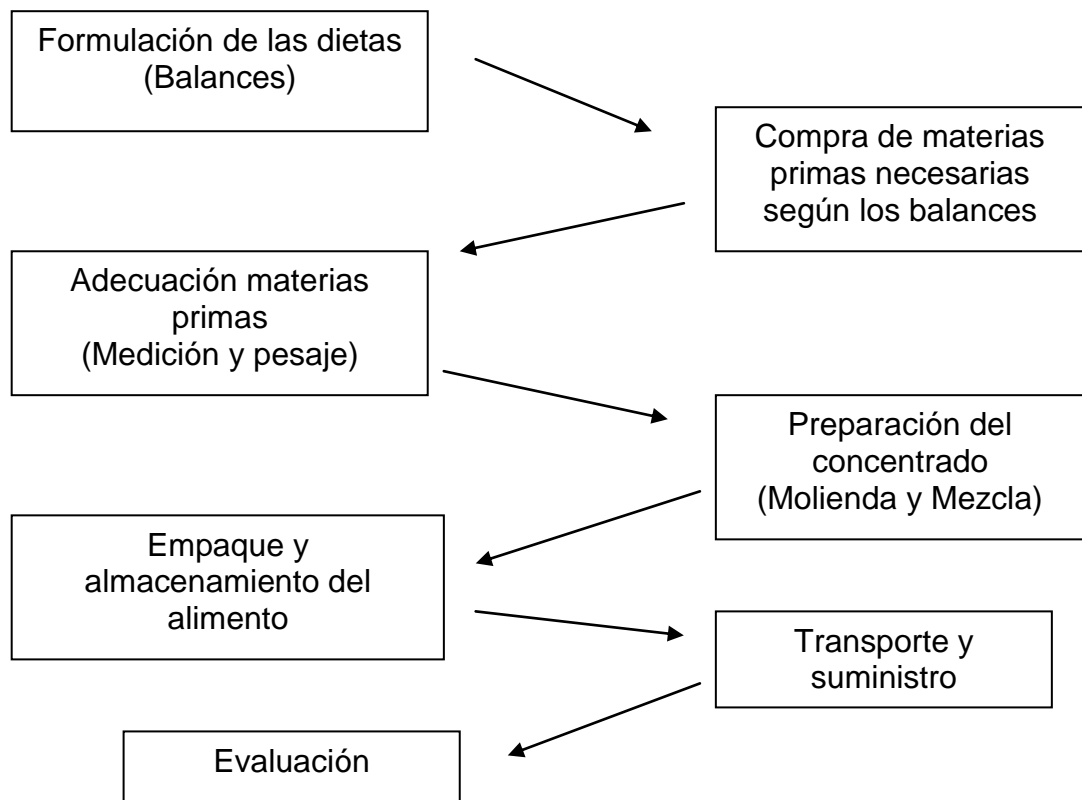 Formulación de las dietas
(Balances)
Compra de materias
primas necesarias
según los balances
Adecuación materias
primas
(Medición y pesaje)
Preparación del
concentrado
(Molienda y Mezcla)
Empaque y
almacenamiento del
alimento
Transporte y
suministro
Evaluación